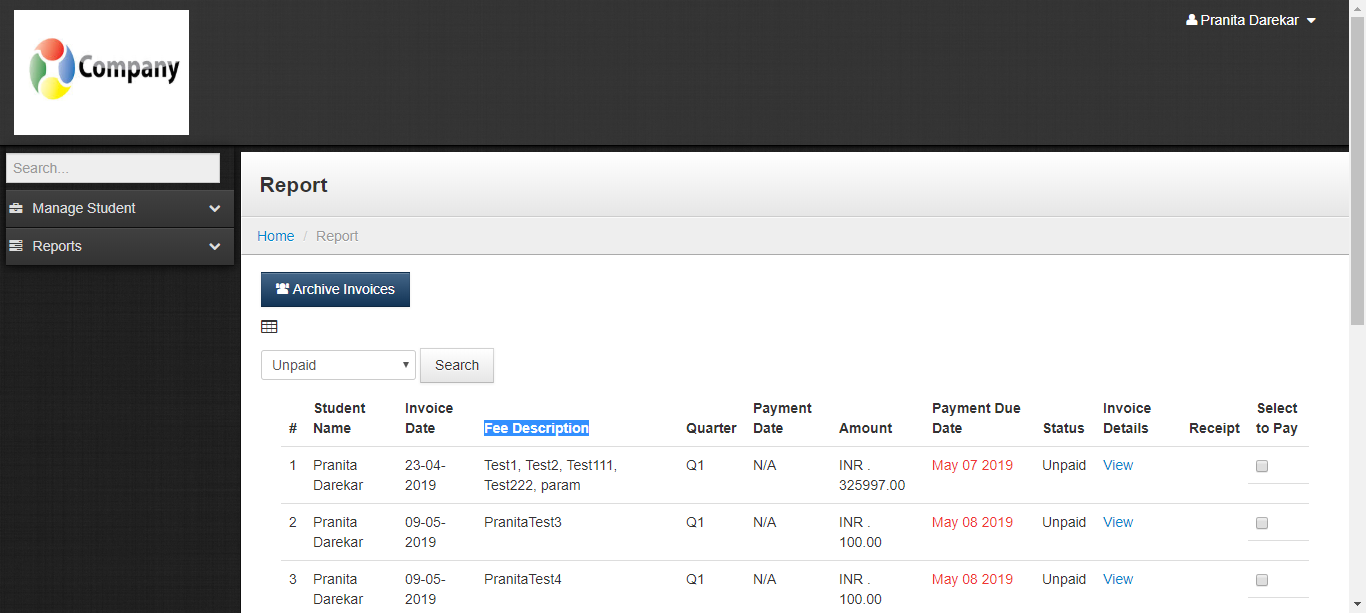 Company
Pranita Darekar
Search...
Manage Student
Reports
Report
Home / Report
Archive Invoices
Unpaid
Search
# Student Name Invoice Date Fee Description Quarter Payment Date Amount Payment Due Date Status Invoice Details Receipt Select to Pay
1 Pranita Darekar 23-04-2019 Test1, Test2, Test111, Test222, param Q1 N/A INR . 325997.00 May 07 2019 Unpaid View
2 Pranita Darekar 09-05-2019 PranitaTest3 Q1 N/A INR . 100.00 May 08 2019 Unpaid View
3 Pranita Darekar 09-05-2019 PranitaTest4 Q1 N/A INR . 100.00 May 08 2019 Unpaid View